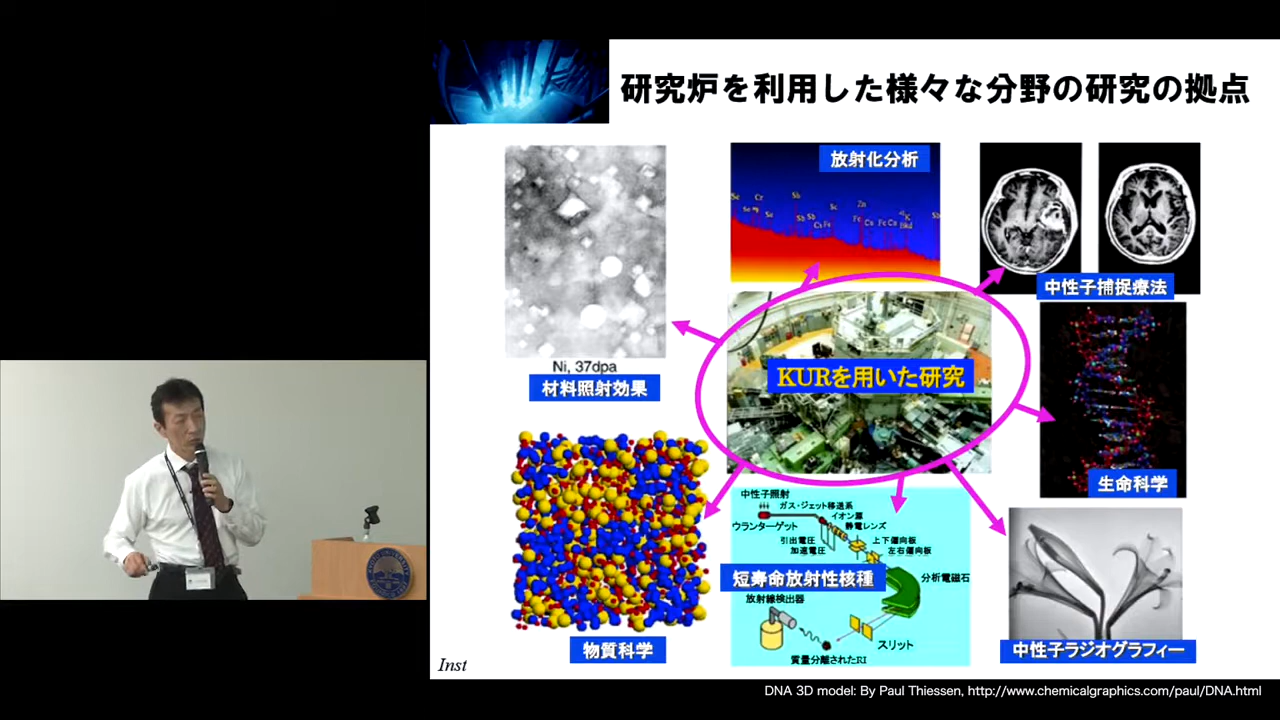 研究炉を利用した様々な分野の研究の拠点
放射化分析
Cr
Sb
Zn
中性子捕捉療法
KURを用いた研究
Ni, 37dpa
材料照射効果
生命科学
中性子照射
ガス・ジェット移送系
イオン源
ウランターゲット
静電レンズ
引出電圧
加速電圧
上下偏向板
左右偏向板
短寿命放射性核種
分析電磁石
放射線検出器
スリット
質量分離されたRI
物質科学
中性子ラジオグラフィー
Inst
DNA 3D model: By Paul Thiessen, http://www.chemicalgraphics.com/paul/DNA.html